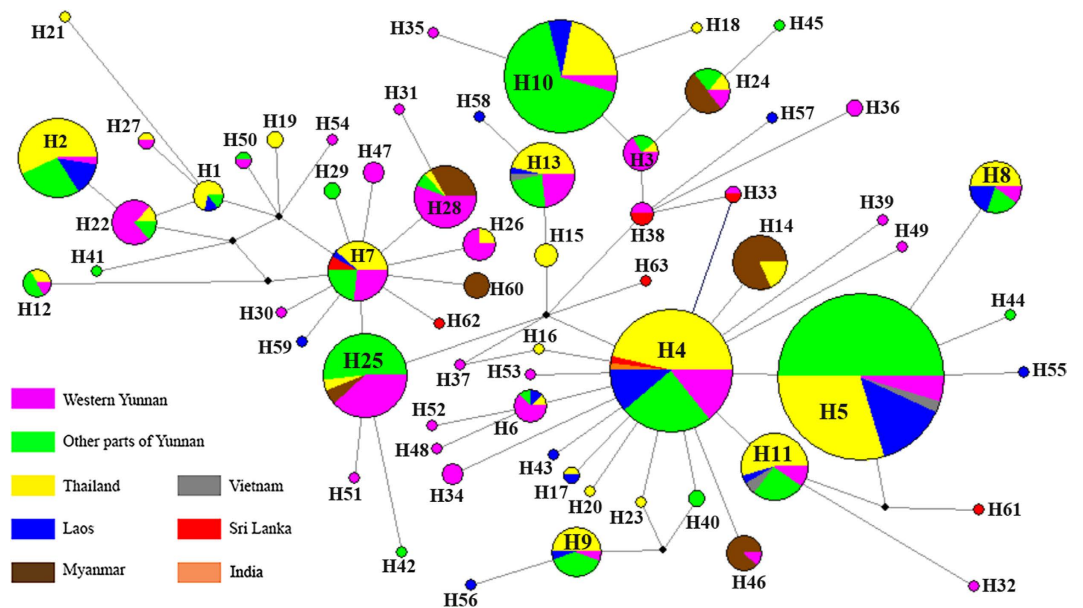 H21
H35
H18
H45
H10
H24
H31
H58
H57
H36
H2
H27
H19
H54
H50
H47
H13
H3
H1
H29
H8
H28
H33
H22
H38
H39
H14
H26
H49
H7
H15
H41
H63
H60
H12
H30
H62
H4
H44
H59
H16
H25
H37
H53
H55
H5
Western Yunnan
H52
H6
Other parts of Yunnan
H48
H11
H43
H51
H34
H17
Thailand
Vietnam
H20
H23
H40
H61
Laos
Sri Lanka
H9
H42
H46
Myanmar
India
H32
H56